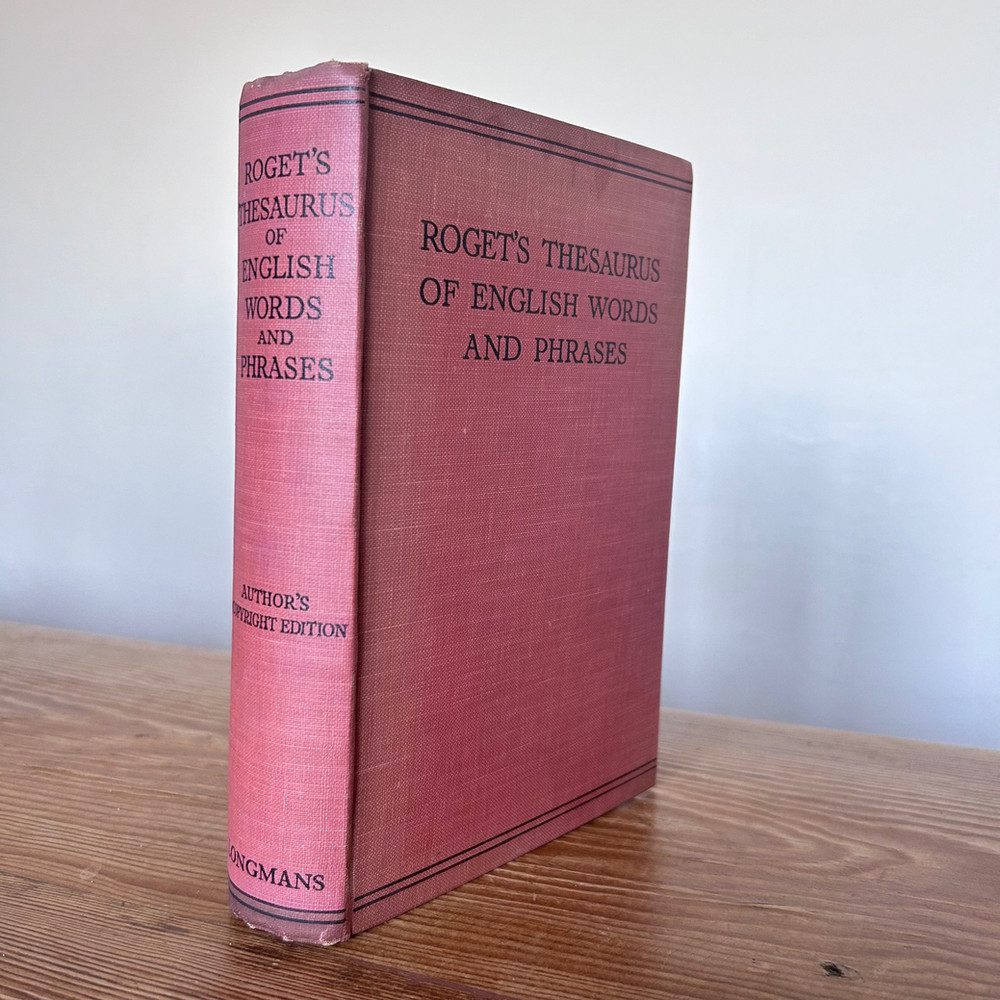 ROGET'S
THESAURUS
OF
ENGLISH
WORDS
AND
PHRASES
AUTHOR'S
COPYRIGHT EDITION
LONGMANS
ROGET'S THESAURUS
OF ENGLISH WORDS
AND PHRASES